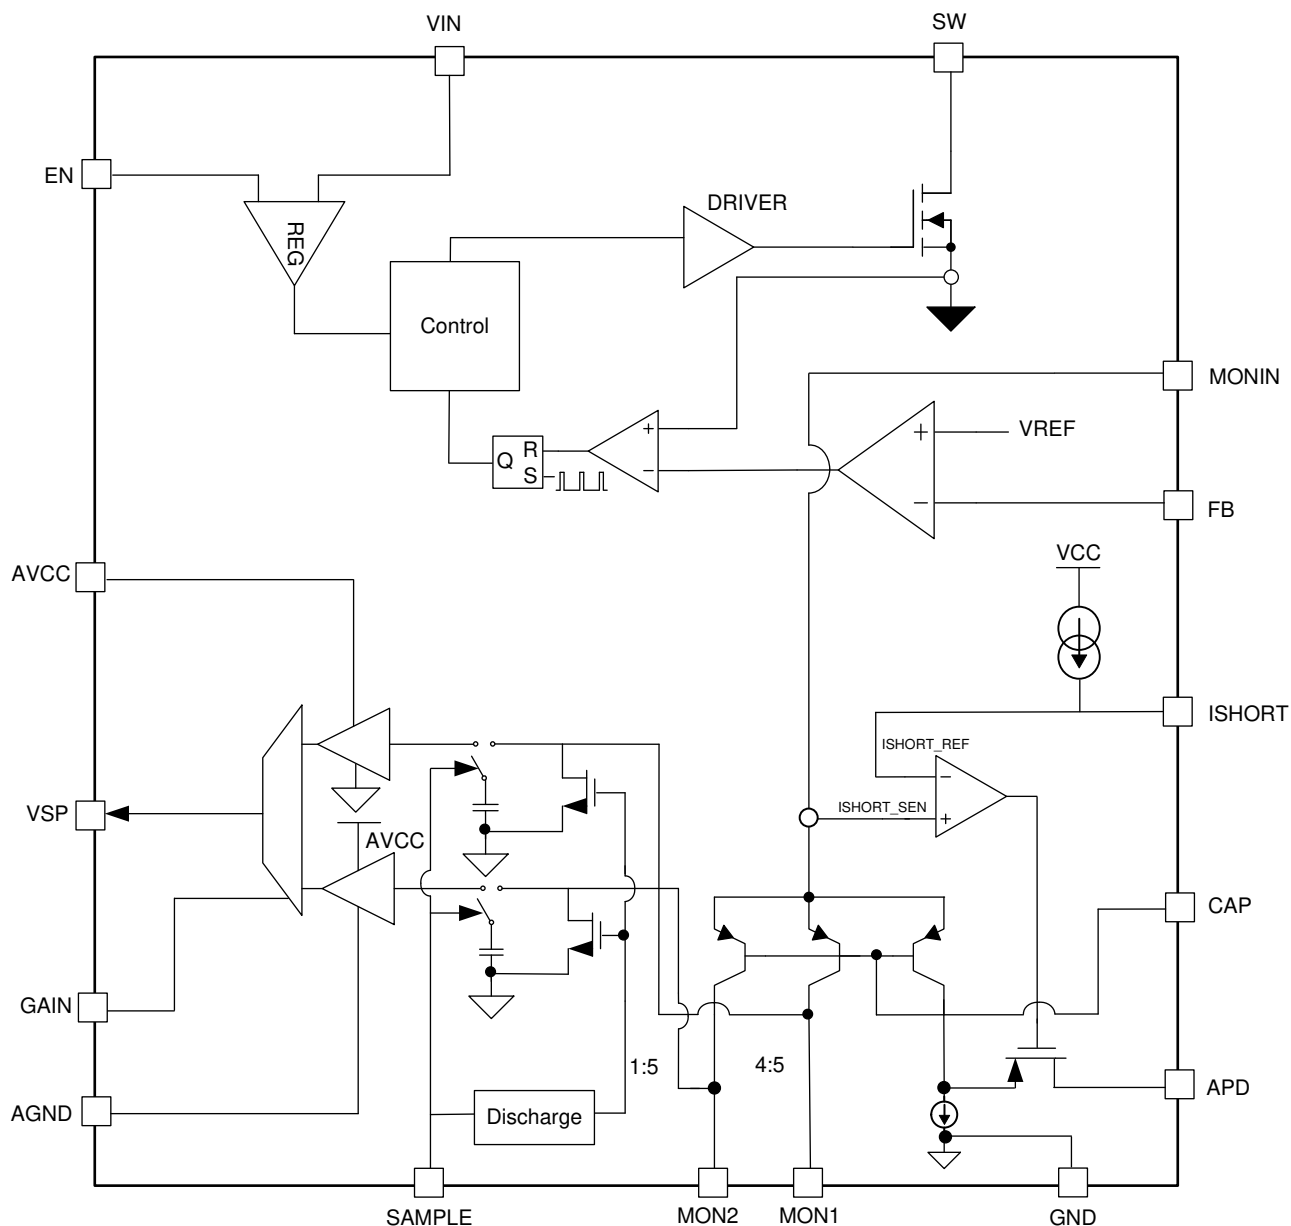 VIN
SW
EN
DRIVER
REG
Control
MONIN
+
VREF
+
R
Q
S
−
−
FB
VCC
AVCC
ISHORT
ISHORT_REF
−
ISHORT_SEN
+
VSP
AVCC
CAP
GAIN
1:5
4:5
APD
AGND
Discharge
SAMPLE
MON2
MON1
GND